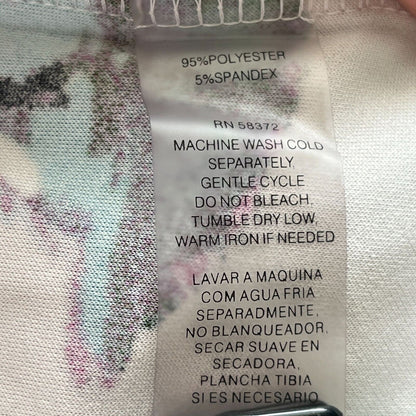 95%POLYESTER
5%SPANDEX
RN 58372
MACHINE WASH COLD
SEPARATELY
GENTLE CYCLE
DO NOT BLEACH.
TUMBLE DRY LOW.
WARM IRON IF NEEDED
LAVAR A MAQUINA
COM AGUA FRIA
SEPARADMENTE,
NO BLANQUEADOR.
SECAR SUAVE EN
SECADORA,
PLANCHA TIBIA
SI ES NECESARIO